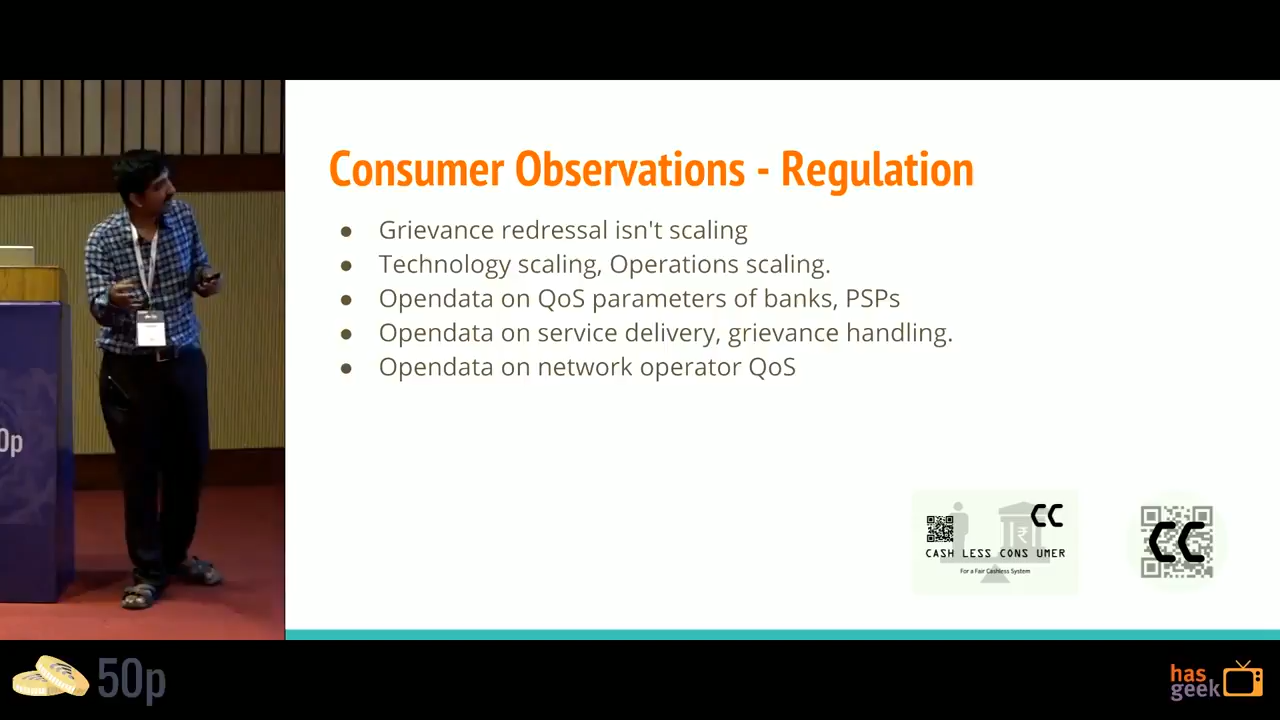 Consumer Observations - Regulation
● Grievance redressal isn't scaling
● Technology scaling, Operations scaling.
● Opendata on QoS parameters of banks, PSPs
● Opendata on service delivery, grievance handling.
● Opendata on network operator QoS
0p
CC
CASH LESS CONS UMER
For a Fair Cashless System
CC
50p
has
geek